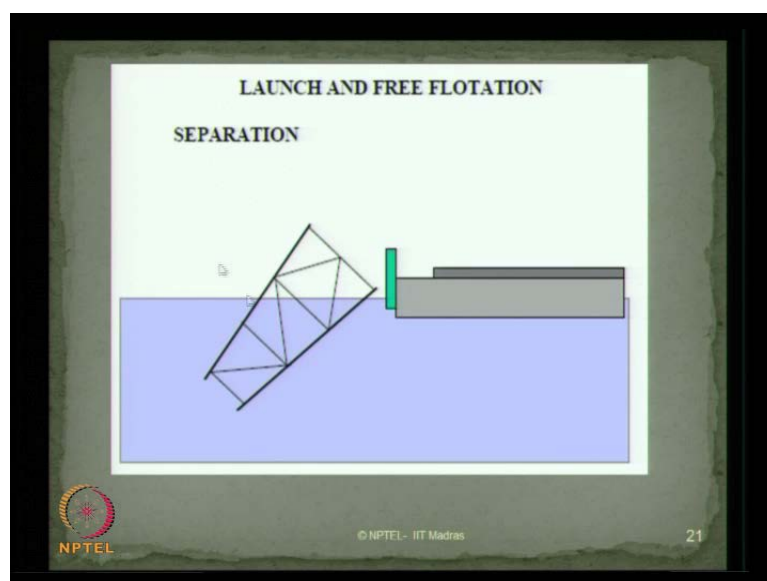 LAUNCH AND FREE FLOTATION
SEPARATION
NPTEL
© NPTEL- IIT Madras
21